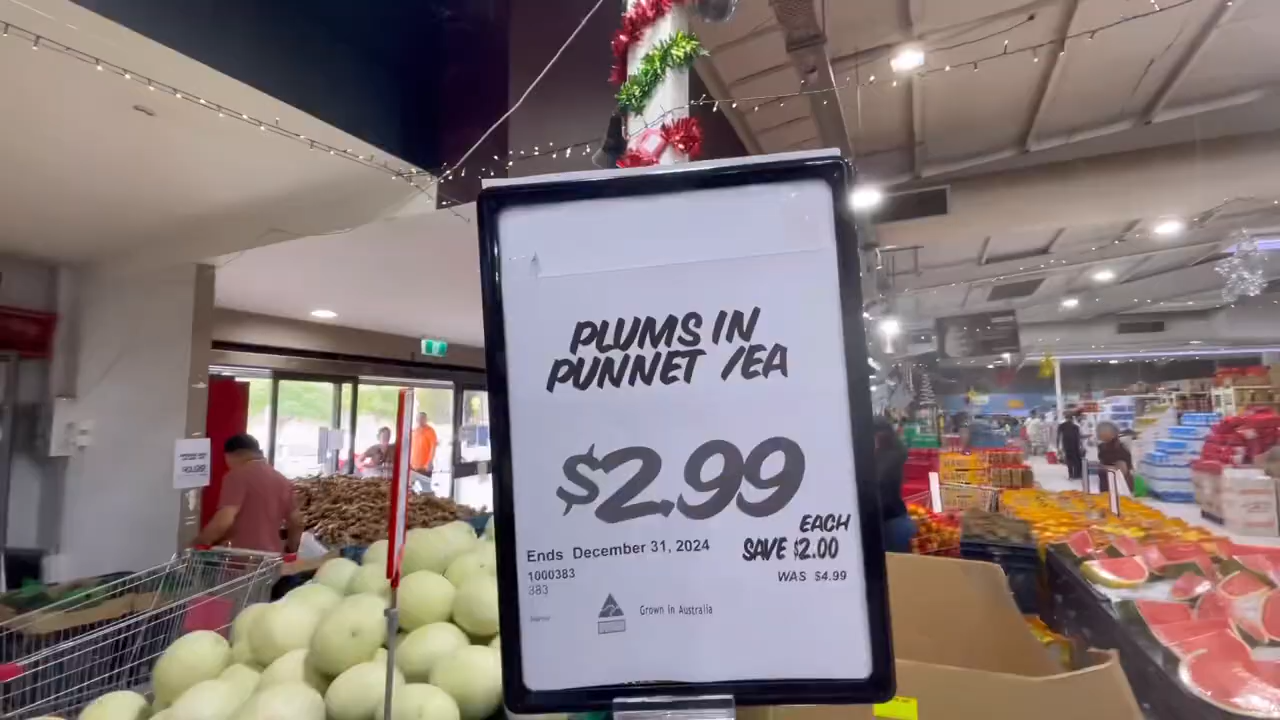 PLUMS IN
PUNNET /EA
$2.99
EACH
SAVE $2.00
WAS $4.99
Ends December 31, 2024
1000383
383
Grown in Australia